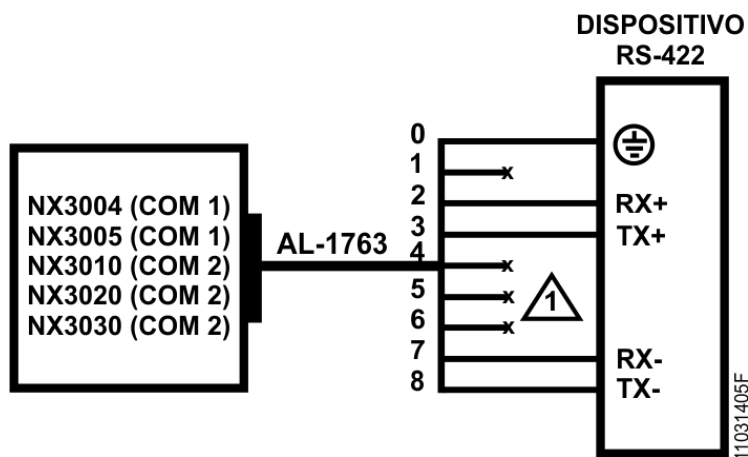 DISPOSITIVO
RS-422
NX3004 (COM 1)
NX3005 (COM 1)
NX3010 (COM 2)
NX3020 (COM 2)
NX3030 (COM 2)
AL-1763
0
1
x
2
3
4
x
5
x
6
x
7
8
1
RX+
TX+
RX-
TX-
11031405F